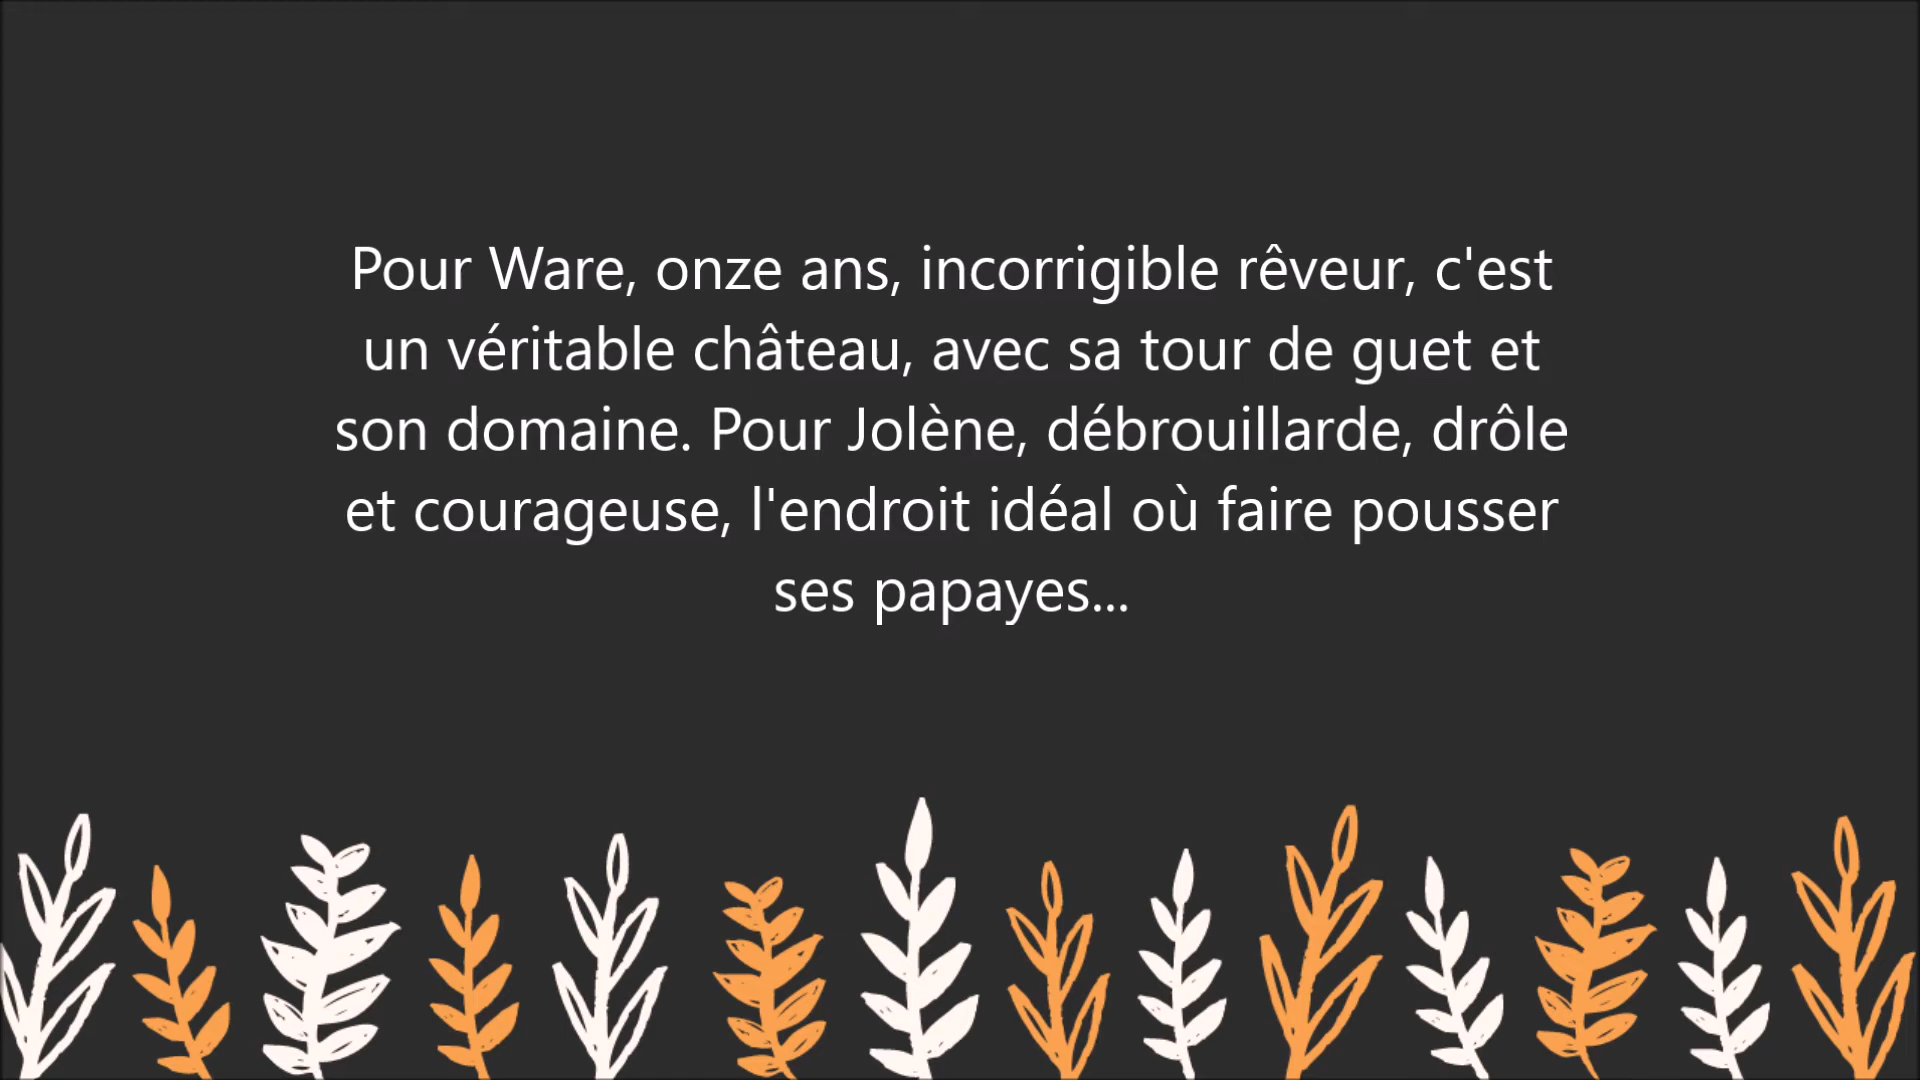 Pour Ware, onze ans, incorrigible rêveur, c'est
un véritable château, avec sa tour de guet et
son domaine. Pour Jolène, débrouillarde, drôle
et courageuse, l'endroit idéal où faire pousser
ses papayes...